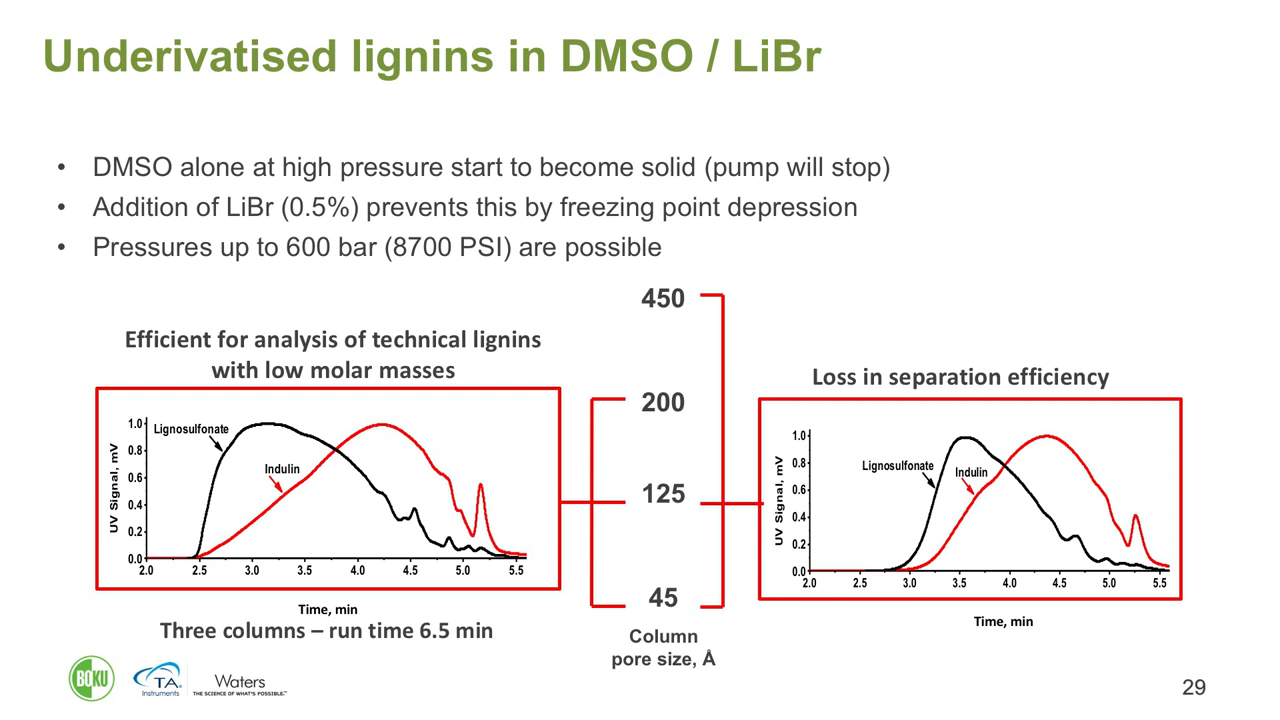 Underivatised lignins in DMSO / LiBr
• DMSO alone at high pressure start to become solid (pump will stop)
• Addition of LiBr (0.5%) prevents this by freezing point depression
• Pressures up to 600 bar (8700 PSI) are possible
Efficient for analysis of technical lignins
with low molar masses
UV Signal, mV
1.0
0.8
0.6
0.4
0.2
0.0
Lignosulfonate
Indulin
2.0 2.5 3.0 3.5 4.0 4.5 5.0 5.5
Time, min
Three columns – run time 6.5 min
450
200
125
45
Column
pore size, Å
Loss in separation efficiency
UV Signal, mV
1.0
0.8
0.6
0.4
0.2
0.0
Lignosulfonate
Indulin
2.0 2.5 3.0 3.5 4.0 4.5 5.0 5.5
Time, min
BOKU
TA
Instruments
Waters
THE SCIENCE OF WHAT'S POSSIBLE.™
29